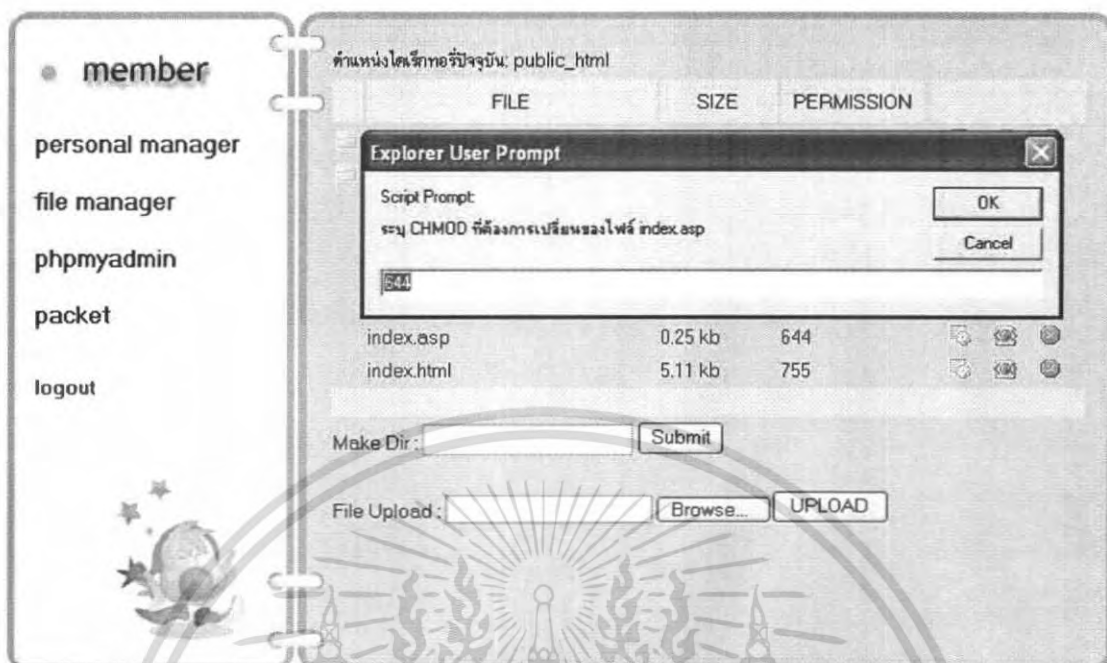 member
personal manager
file manager
phpmyadmin
packet
logout
ตำแหน่งไดเร็กทอรี่ปัจจุบัน: public_html
FILE SIZE PERMISSION
Explorer User Prompt
Script Prompt:
ระบุ CHMOD ที่ต้องการเปลี่ยนของไฟล์ index.asp
OK
Cancel
644
index.asp 0.25 kb 644
index.html 5.11 kb 755
Make Dir : Submit
File Upload : Browse... UPLOAD